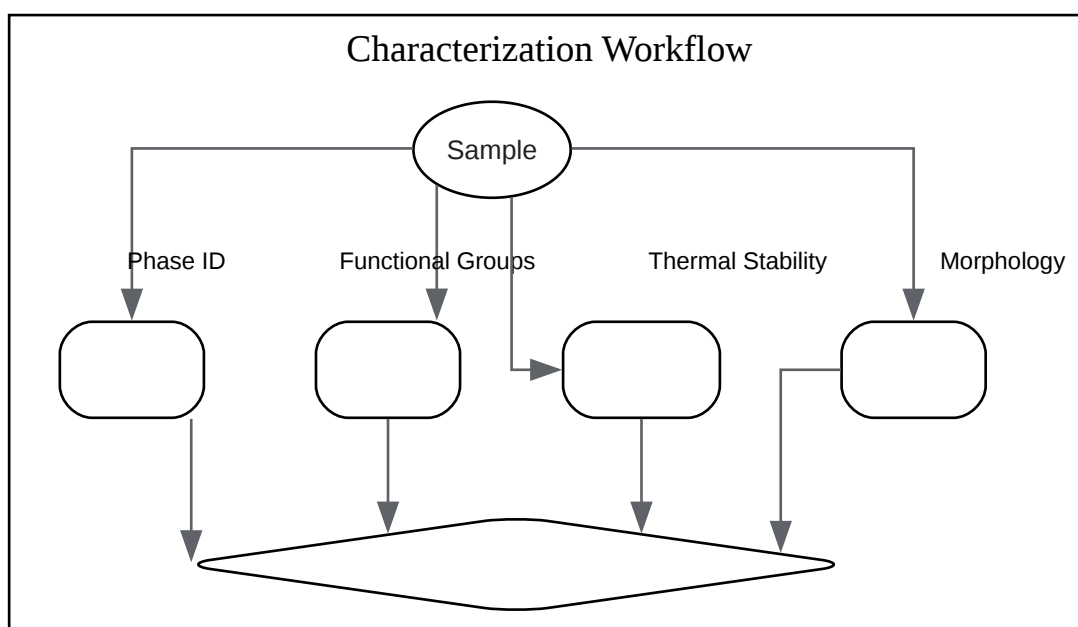 Characterization Workflow
Sample
Phase ID
Functional Groups
Thermal Stability
Morphology